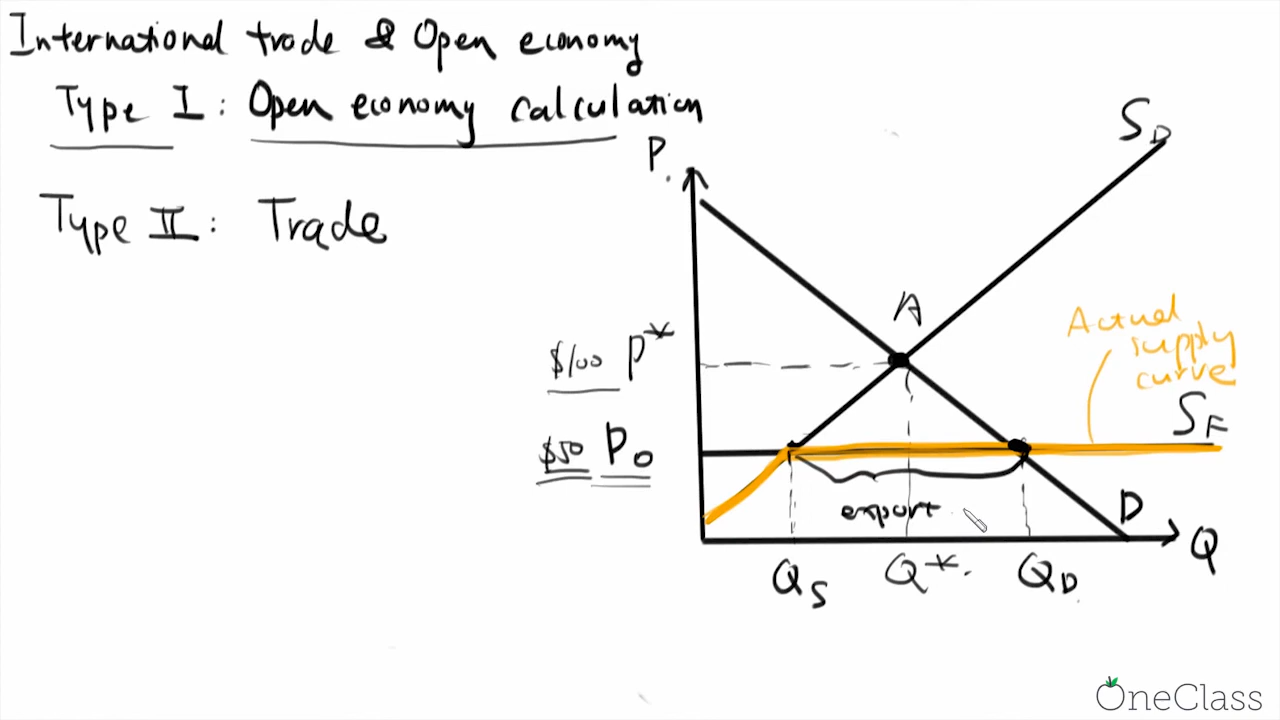 International trade & Open economy
Type I : Open economy calculation
Type II : Trade
P.
S_D
A
Actual
supply
curve
$100 P*
S_F
$50 P_0
export
D
Q
Q_S
Q*.
Q_D
OneClass